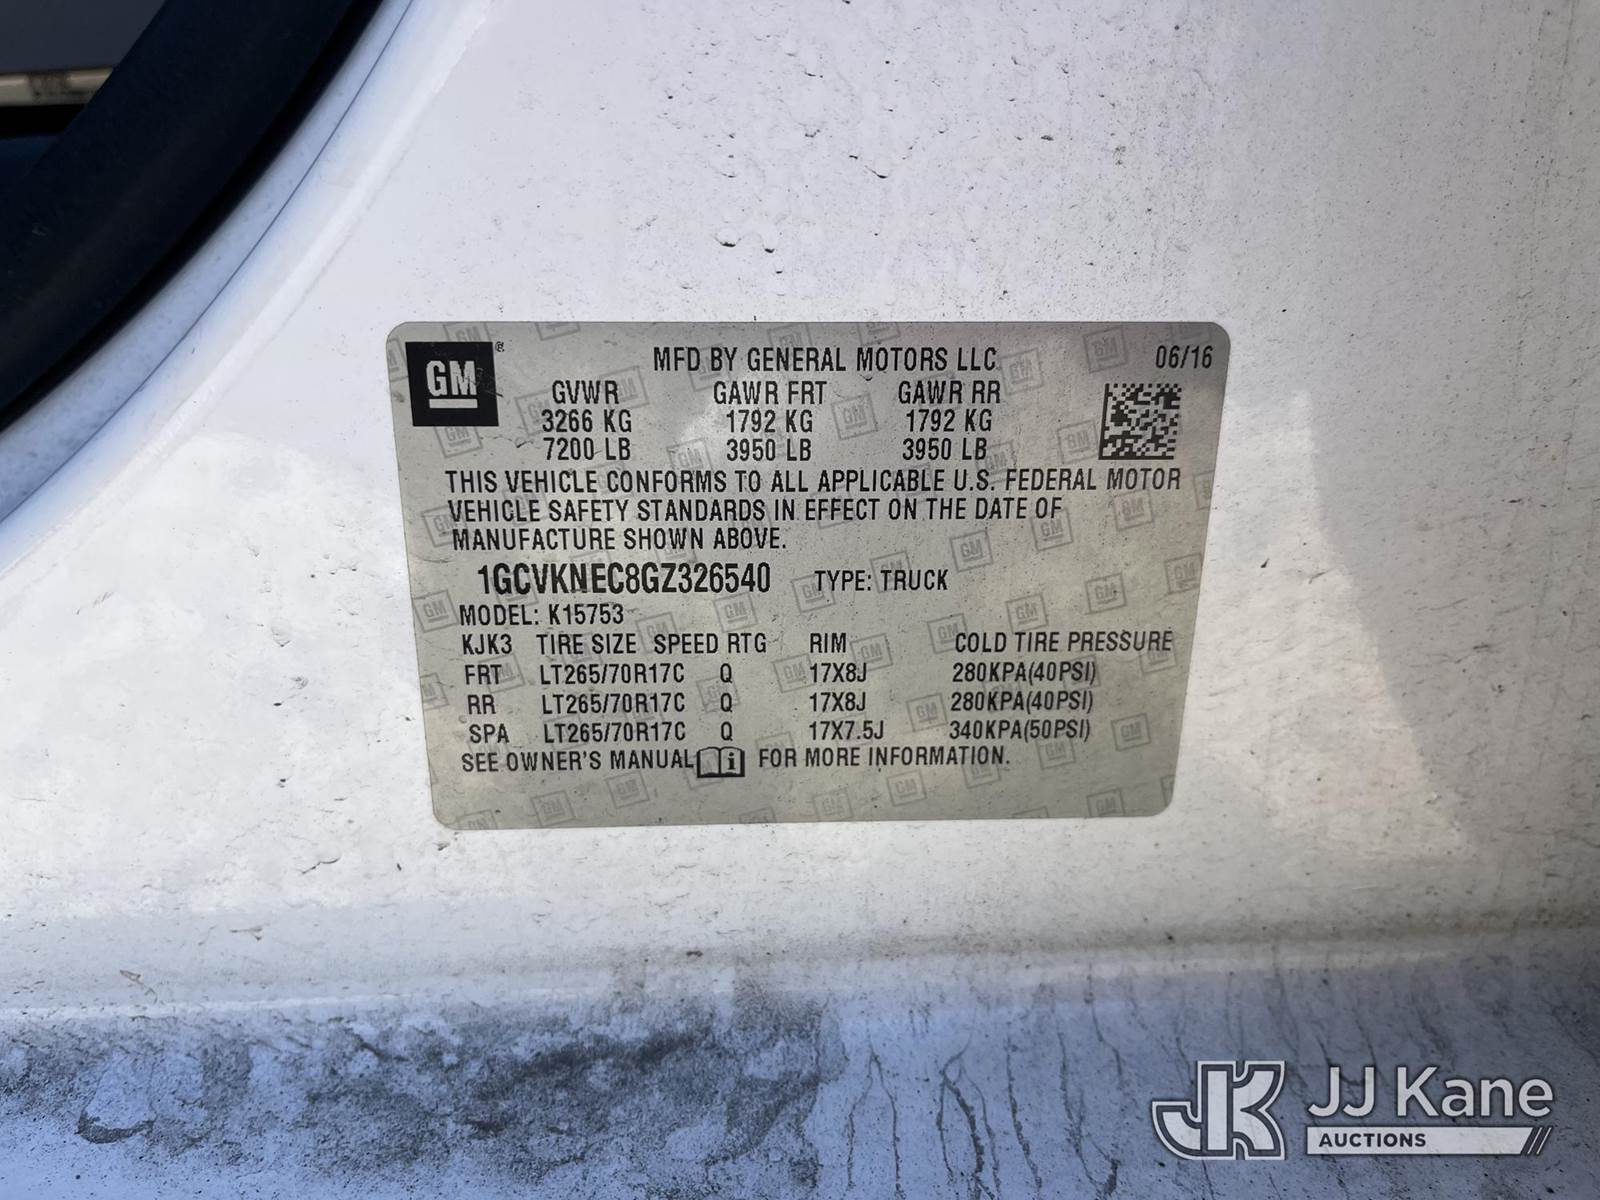 GM ®
MFD BY GENERAL MOTORS LLC 06/16
GVWR GAWR FRT GAWR RR
3266 KG 1792 KG 1792 KG
7200 LB 3950 LB 3950 LB
THIS VEHICLE CONFORMS TO ALL APPLICABLE U.S. FEDERAL MOTOR
VEHICLE SAFETY STANDARDS IN EFFECT ON THE DATE OF
MANUFACTURE SHOWN ABOVE.
1GCVKNEC8GZ326540 TYPE: TRUCK
MODEL: K15753
KJK3 TIRE SIZE SPEED RTG RIM COLD TIRE PRESSURE
FRT LT265/70R17C Q 17X8J 280KPA(40PSI)
RR LT265/70R17C Q 17X8J 280KPA(40PSI)
SPA LT265/70R17C Q 17X7.5J 340KPA(50PSI)
SEE OWNER'S MANUAL i FOR MORE INFORMATION.
JK JJ Kane
AUCTIONS